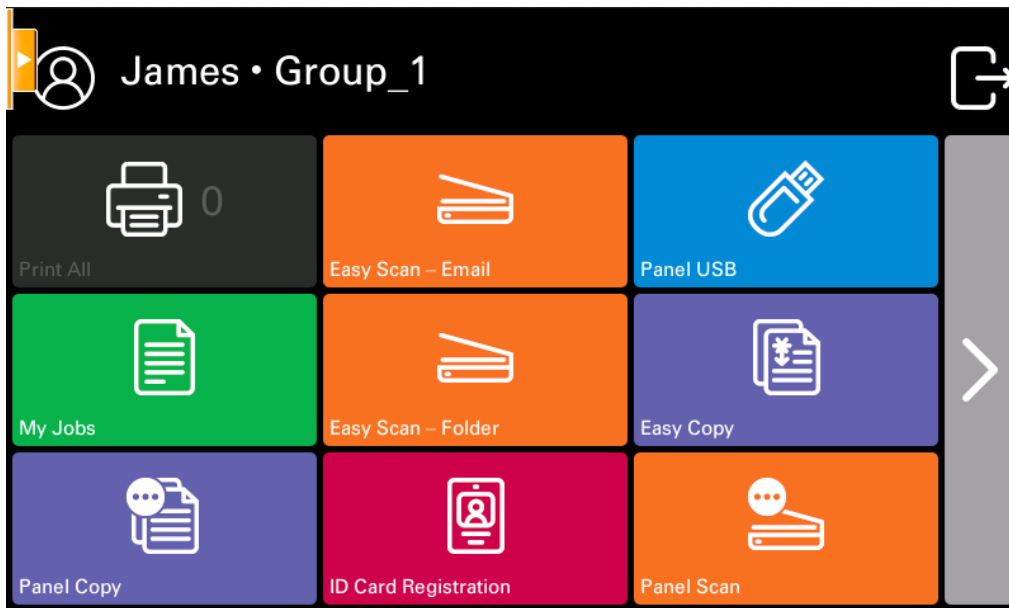 James • Group_1
0
Print All
Easy Scan – Email
Panel USB
My Jobs
Easy Scan – Folder
Easy Copy
Panel Copy
ID Card Registration
Panel Scan